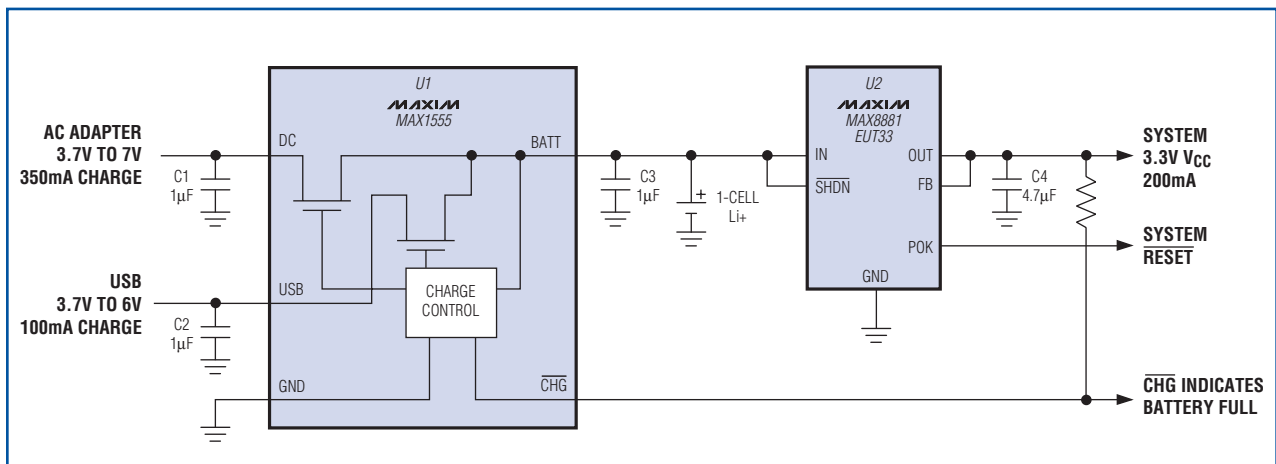 AC ADAPTER
3.7V TO 7V
350mA CHARGE
C1
1µF
USB
3.7V TO 6V
100mA CHARGE
C2
1µF
U1
MAXIM
MAX1555
DC
BATT
USB
CHARGE
CONTROL
GND
CHG
C3
1µF
+
1-CELL
Li+
U2
MAXIM
MAX8881
EUT33
IN
OUT
SHDN
FB
POK
GND
C4
4.7µF
SYSTEM
3.3V VCC
200mA
SYSTEM
RESET
CHG INDICATES
BATTERY FULL